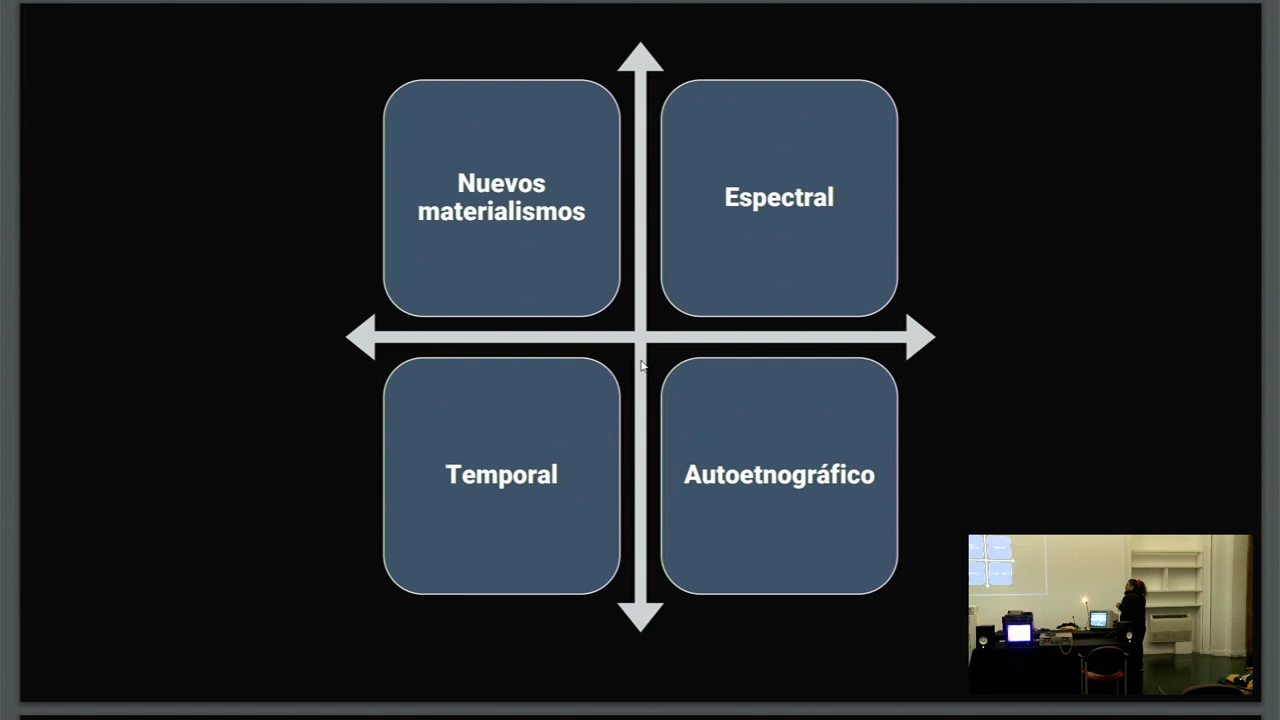 Nuevos
materialismos
Espectral
Temporal
Autoetnográfico